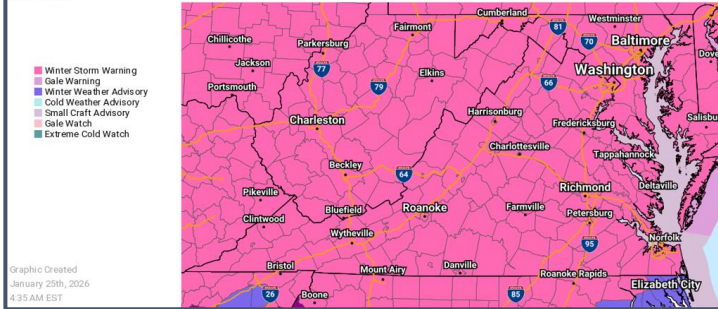 Winter Storm Warning
Gale Warning
Winter Weather Advisory
Cold Weather Advisory
Small Craft Advisory
Gale Watch
Extreme Cold Watch
Graphic Created
January 25th, 2026
4:35 AM EST
Cumberland
Westminster
Fairmont
81
Chillicothe
Parkersburg
70
Baltimore
Dove
Jackson
77
Elkins
Washington
Portsmouth
79
66
Harrisonburg
Charleston
Fredericksburg
Salisbu
Charlottesville
Tappahannock
Beckley
64
Pikeville
Richmond
Deltaville
Clintwood
Bluefield
Roanoke
Farmville
Petersburg
Wytheville
95
Norfolk
Bristol
Mount Airy
Danville
Roanoke Rapids
Elizabeth City
26
Boone
85